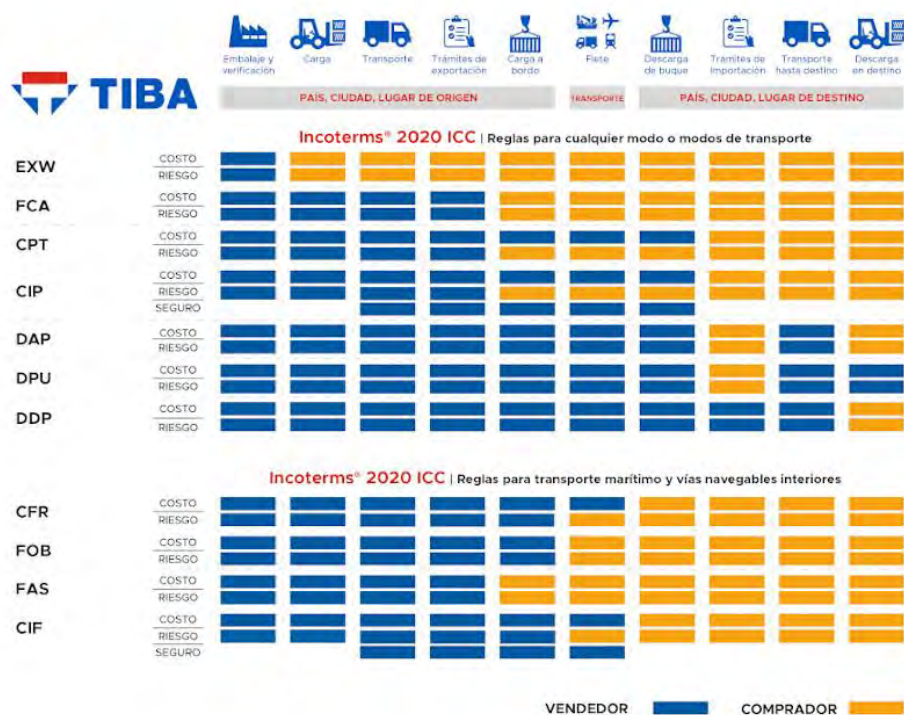 Embalaje y verificación
Carga
Transporte
Trámites de exportación
Carga a bordo
Flete
Descarga de buque
Trámites de Importación
Transporte hasta destino
Descarga en destino
TIBA
PAÍS, CIUDAD, LUGAR DE ORIGEN
TRANSPORTE
PAÍS, CIUDAD, LUGAR DE DESTINO
Incoterms® 2020 ICC | Reglas para cualquier modo o modos de transporte
EXW
COSTO
RIESGO
FCA
COSTO
RIESGO
CPT
COSTO
RIESGO
CIP
COSTO
RIESGO
SEGURO
DAP
COSTO
RIESGO
DPU
COSTO
RIESGO
DDP
COSTO
RIESGO
Incoterms® 2020 ICC | Reglas para transporte marítimo y vías navegables interiores
CFR
COSTO
RIESGO
FOB
COSTO
RIESGO
FAS
COSTO
RIESGO
CIF
COSTO
RIESGO
SEGURO
VENDEDOR
COMPRADOR